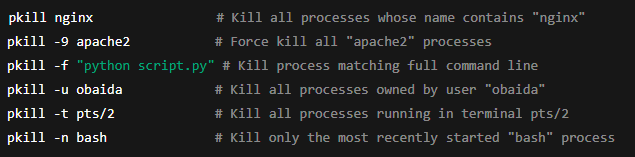 pkill nginx # Kill all processes whose name contains "nginx"
pkill -9 apache2 # Force kill all "apache2" processes
pkill -f "python script.py" # Kill process matching full command line
pkill -u obaida # Kill all processes owned by user "obaida"
pkill -t pts/2 # Kill all processes running in terminal pts/2
pkill -n bash # Kill only the most recently started "bash" process